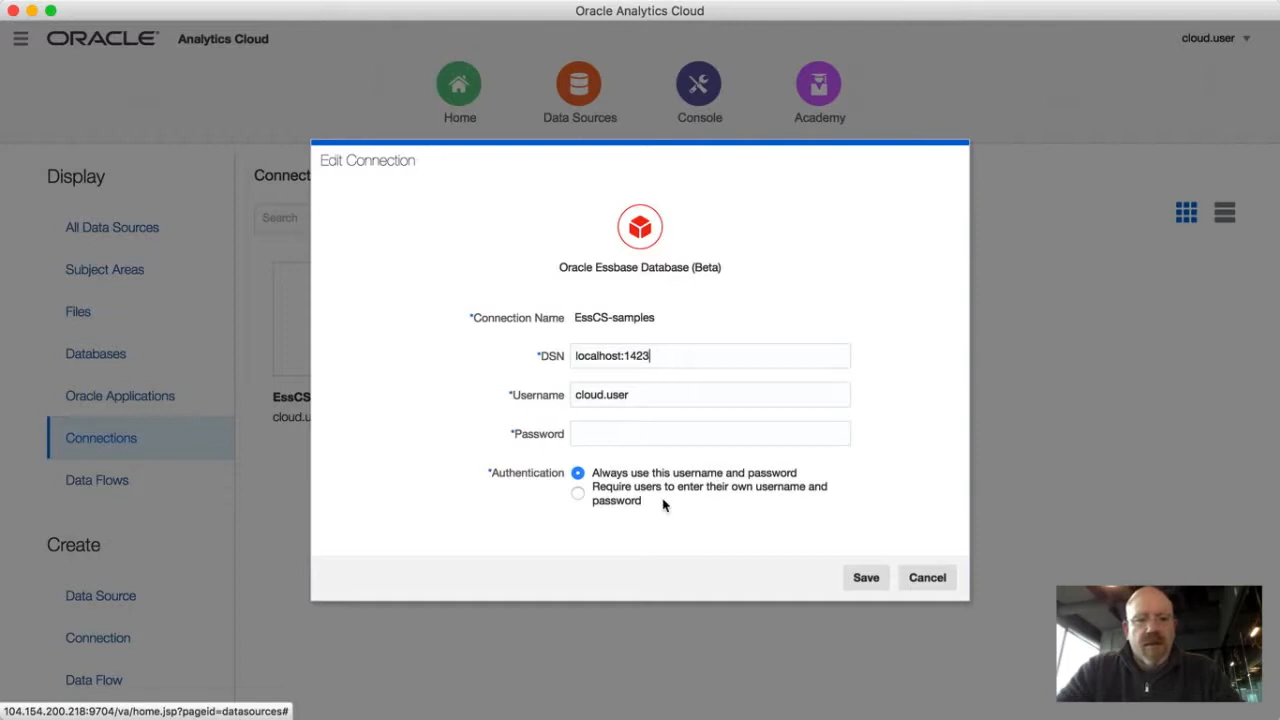 Oracle Analytics Cloud
ORACLE Analytics Cloud
cloud.user
Home
Data Sources
Console
Academy
Display
All Data Sources
Subject Areas
Files
Databases
Oracle Applications
Connections
Data Flows
Create
Data Source
Connection
Data Flow
Connect
Search
EssCS
cloud.u
Edit Connection
Oracle Essbase Database (Beta)
*Connection Name EssCS-samples
*DSN localhost:1423
*Username cloud.user
*Password
*Authentication Always use this username and password
Require users to enter their own username and
password
Save
Cancel
104.154.200.218:9704/va/home.jsp?pageid=datasources#